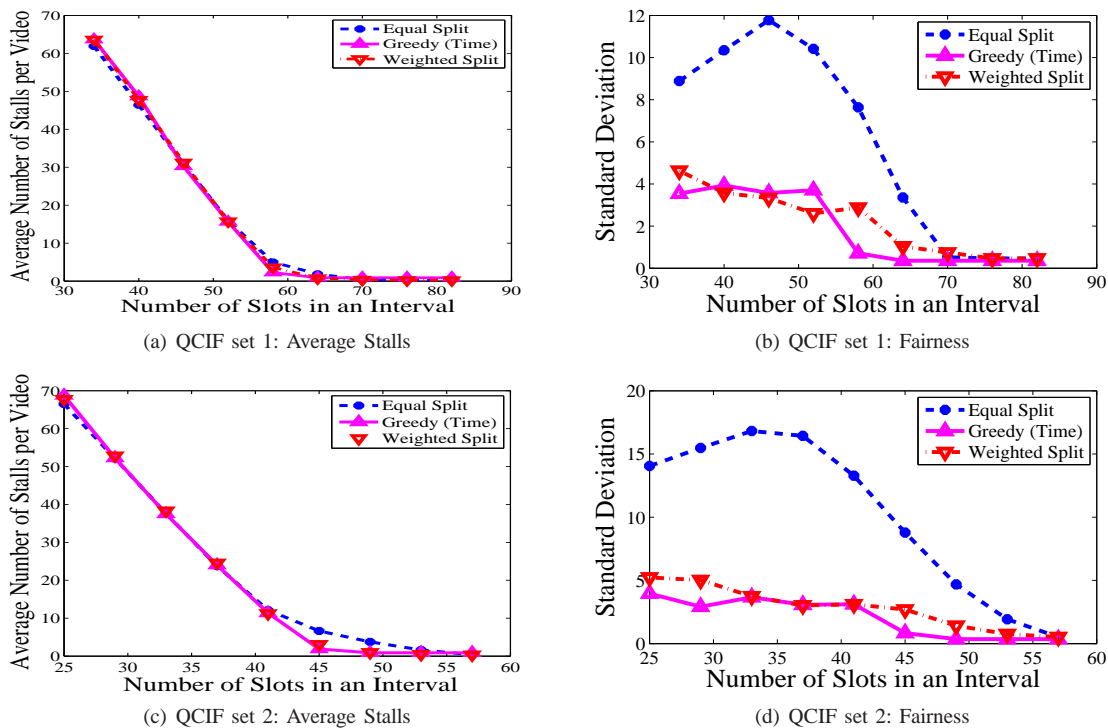 Average Number of Stalls per Video
70
60
50
40
30
20
10
0
30 40 50 60 70 80 90
Number of Slots in an Interval
Equal Split
Greedy (Time)
Weighted Split
(a) QCIF set 1: Average Stalls
Standard Deviation
12
10
8
6
4
2
0
30 40 50 60 70 80 90
Number of Slots in an Interval
Equal Split
Greedy (Time)
Weighted Split
(b) QCIF set 1: Fairness
Average Number of Stalls per Video
70
60
50
40
30
20
10
0
25 30 35 40 45 50 55 60
Number of Slots in an Interval
Equal Split
Greedy (Time)
Weighted Split
(c) QCIF set 2: Average Stalls
Standard Deviation
20
15
10
5
0
25 30 35 40 45 50 55 60
Number of Slots in an Interval
Equal Split
Greedy (Time)
Weighted Split
(d) QCIF set 2: Fairness